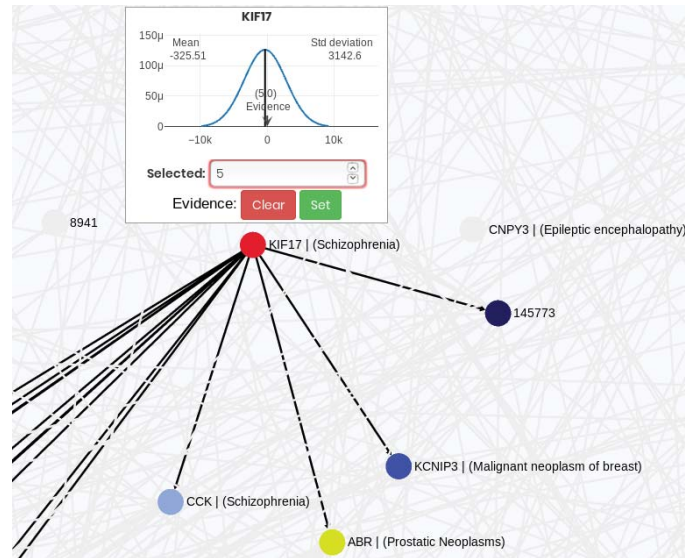 KIF17
150µ
Mean
-325.51
Std deviation
3142.6
100µ
50µ
(5,0)
Evidence
0
−10k
0
10k
Selected: 5
Evidence: Clear Set
8941
CNPY3 | (Epileptic encephalopathy)
KIF17 | (Schizophrenia)
145773
KCNIP3 | (Malignant neoplasm of breast)
CCK | (Schizophrenia)
ABR | (Prostatic Neoplasms)